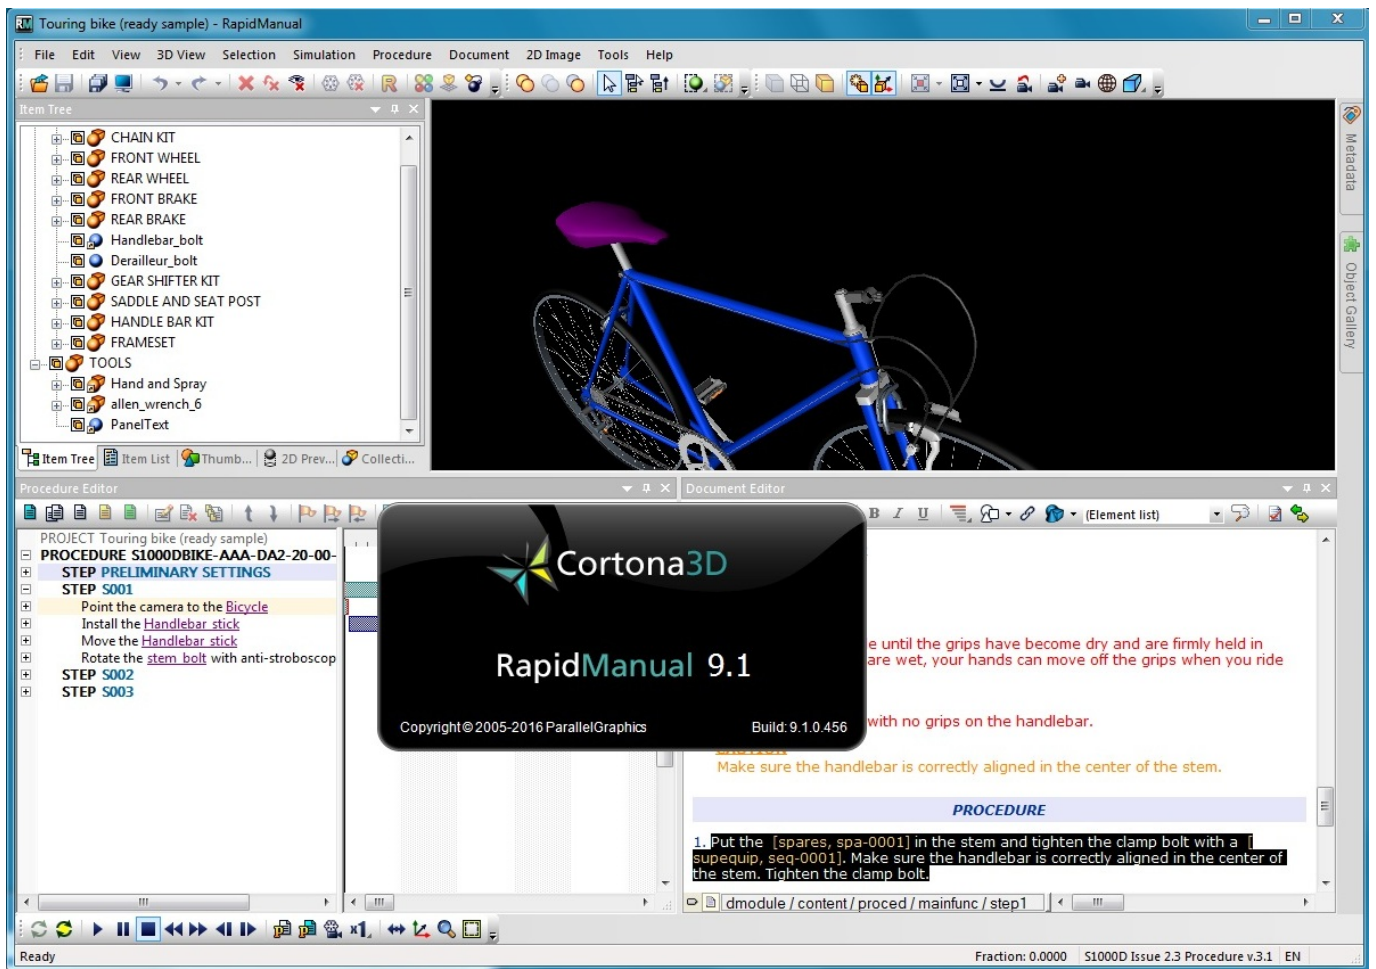 Touring bike (ready sample) - RapidManual
File Edit View 3D View Selection Simulation Procedure Document 2D Image Tools Help
Item Tree
CHAIN KIT
FRONT WHEEL
REAR WHEEL
FRONT BRAKE
REAR BRAKE
Handlebar_bolt
Derailleur_bolt
GEAR SHIFTER KIT
SADDLE AND SEAT POST
HANDLE BAR KIT
FRAMESET
TOOLS
Hand and Spray
allen_wrench_6
PanelText
Item Tree Item List Thumb... 2D Prev... Collecti...
Metadata
Object Gallery
Procedure Editor
PROJECT Touring bike (ready sample)
PROCEDURE S1000DBIKE-AAA-DA2-20-00-
STEP PRELIMINARY SETTINGS
STEP S001
Point the camera to the Bicycle
Install the Handlebar stick
Move the Handlebar stick
Rotate the stem bolt with anti-stroboscop
STEP S002
STEP S003
Cortona3D
RapidManual 9.1
Copyright©2005-2016 ParallelGraphics Build: 9.1.0.456
Document Editor
B I U (Element list)
e until the grips have become dry and are firmly held in
are wet, your hands can move off the grips when you ride
with no grips on the handlebar.
Make sure the handlebar is correctly aligned in the center of the stem.
PROCEDURE
1. Put the [spares, spa-0001] in the stem and tighten the clamp bolt with a [
supequip, seq-0001]. Make sure the handlebar is correctly aligned in the center of
the stem. Tighten the clamp bolt.
dmodule / content / proced / mainfunc / step1
x1
Ready Fraction: 0.0000 S1000D Issue 2.3 Procedure v.3.1 EN